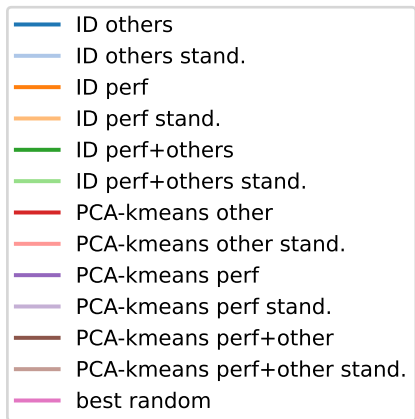 ID others
ID others stand.
ID perf
ID perf stand.
ID perf+others
ID perf+others stand.
PCA-kmeans other
PCA-kmeans other stand.
PCA-kmeans perf
PCA-kmeans perf stand.
PCA-kmeans perf+other
PCA-kmeans perf+other stand.
best random